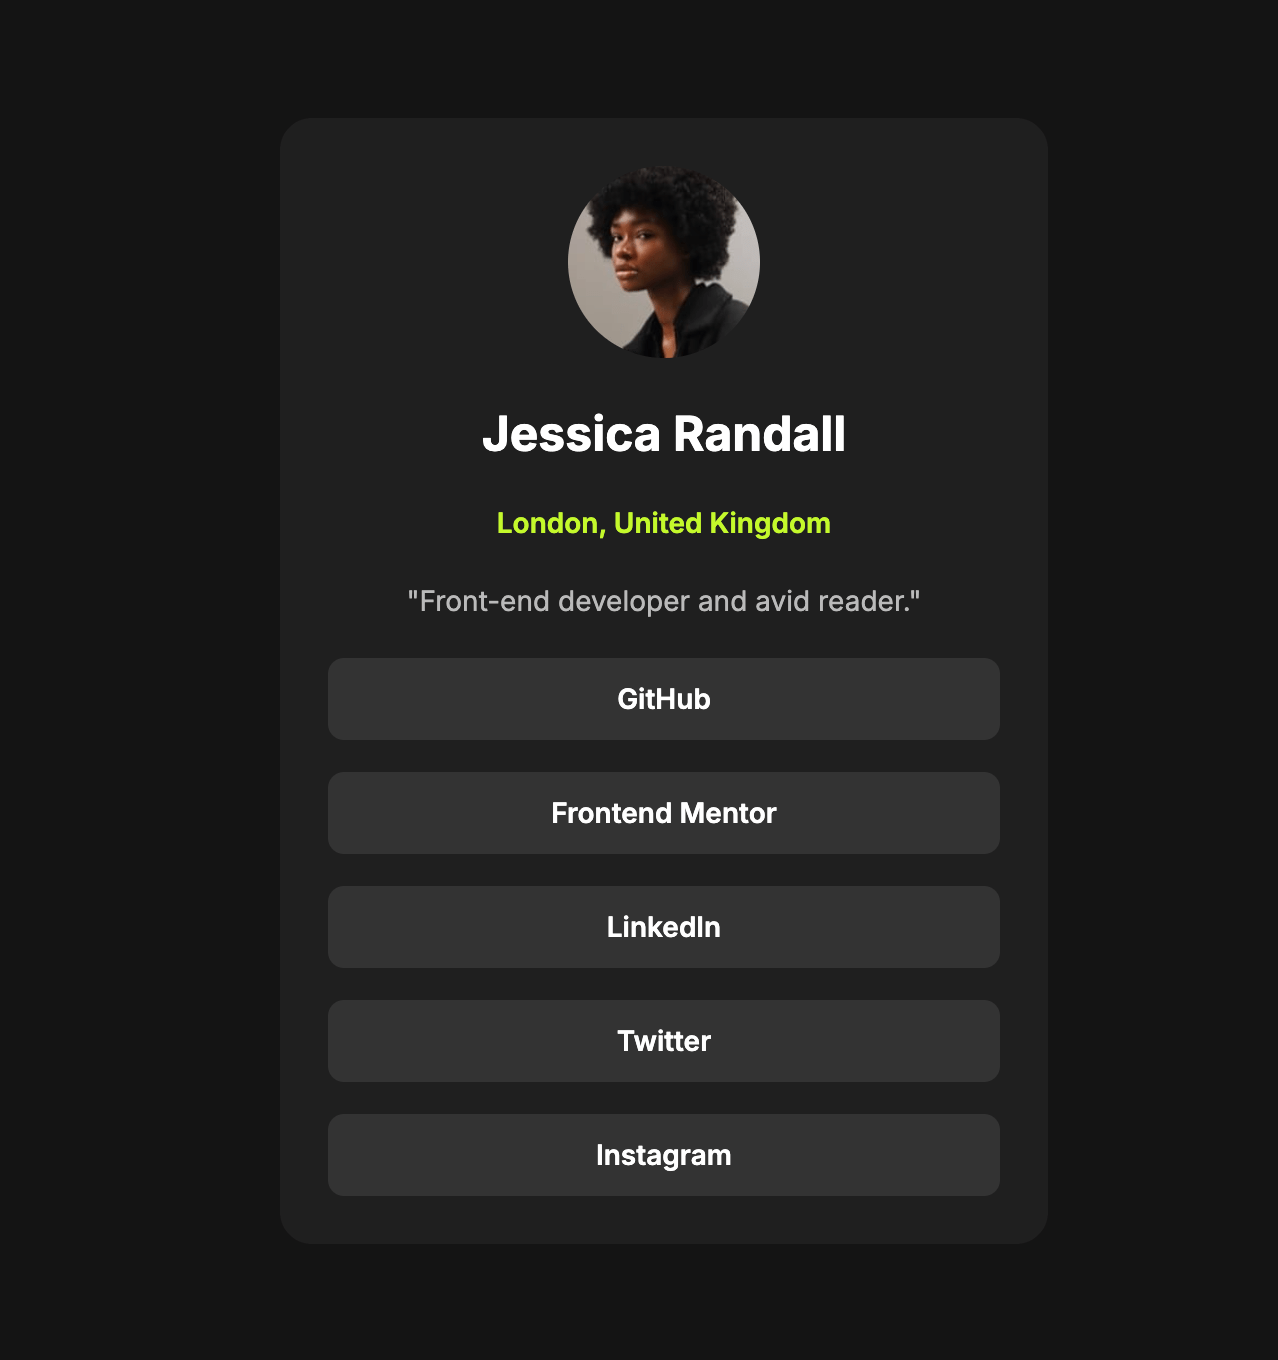 Jessica Randall
London, United Kingdom
"Front-end developer and avid reader."
GitHub
Frontend Mentor
LinkedIn
Twitter
Instagram